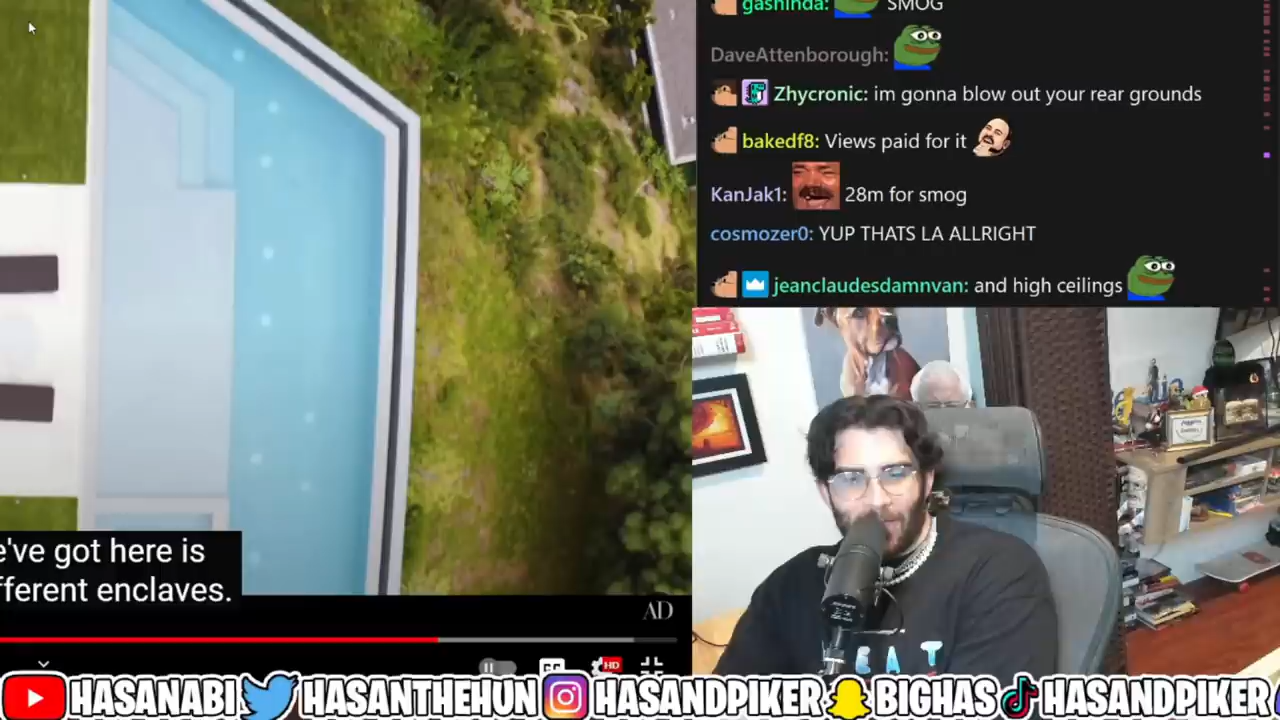 gashinda: SMOG
DaveAttenborough:
Zhycronic: im gonna blow out your rear grounds
bakedf8: Views paid for it
KanJak1: 28m for smog
cosmozer0: YUP THATS LA ALLRIGHT
jeanclaudesdamnvan: and high ceilings
e've got here is
fferent enclaves.
AD
HD
EAT
HASANABI HASANTHEHUN HASANDPIKER BIGHAS HASANDPIKER